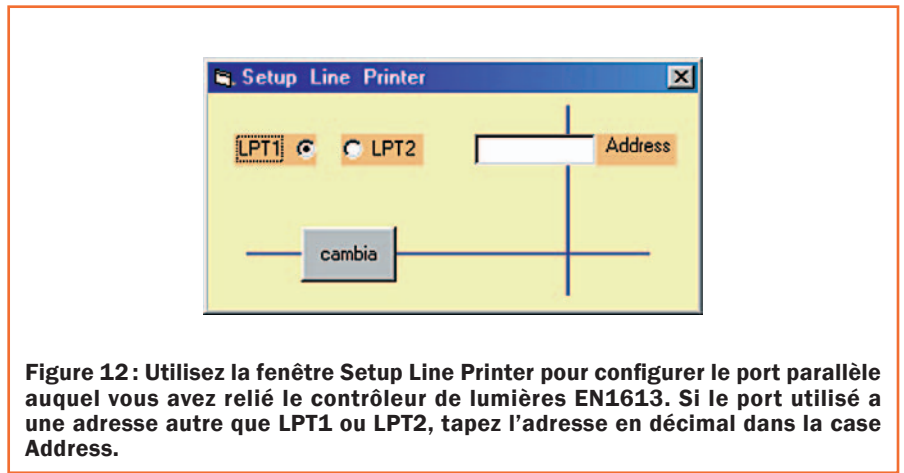 Setup Line Printer
LPT1 LPT2 Address
cambia
Figure 12 : Utilisez la fenêtre Setup Line Printer pour configurer le port parallèle
auquel vous avez relié le contrôleur de lumières EN1613. Si le port utilisé a
une adresse autre que LPT1 ou LPT2, tapez l’adresse en décimal dans la case
Address.